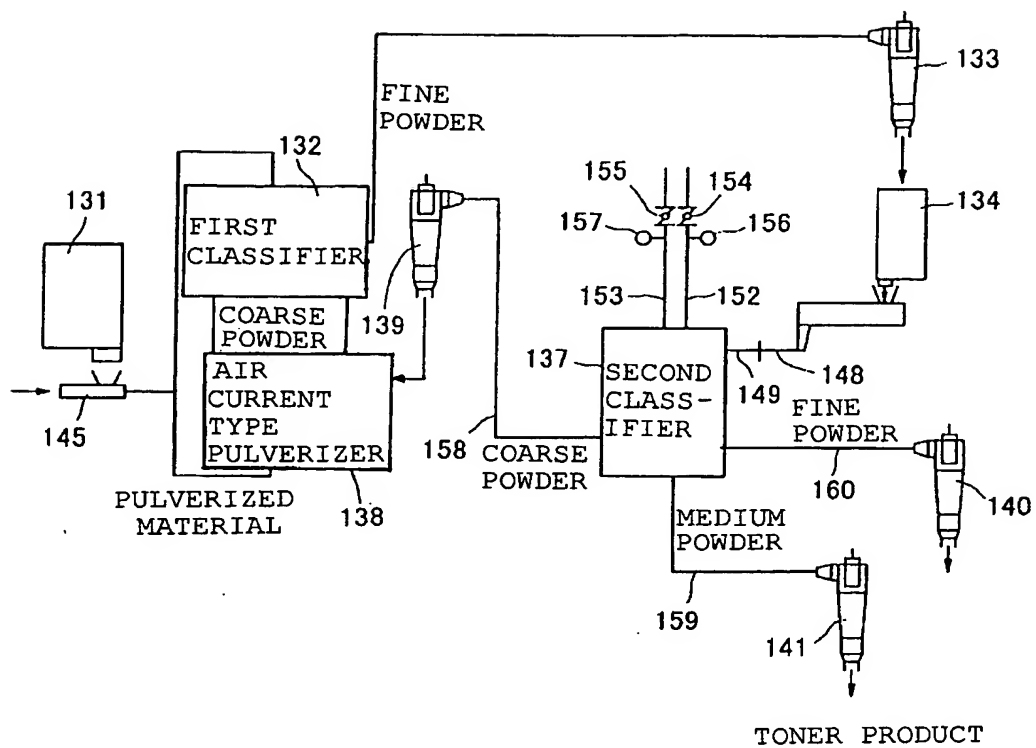 133
FINE
POWDER
132
131
155
154
134
157
156
FIRST
CLASSIFIER
139
153
152
COARSE
POWDER
137
148
149
AIR
CURRENT
TYPE
PULVERIZER
SECOND
CLASS-
IFIER
145
FINE
POWDER
158
COARSE
POWDER
160
140
PULVERIZED
MATERIAL
138
MEDIUM
POWDER
159
141
TONER PRODUCT